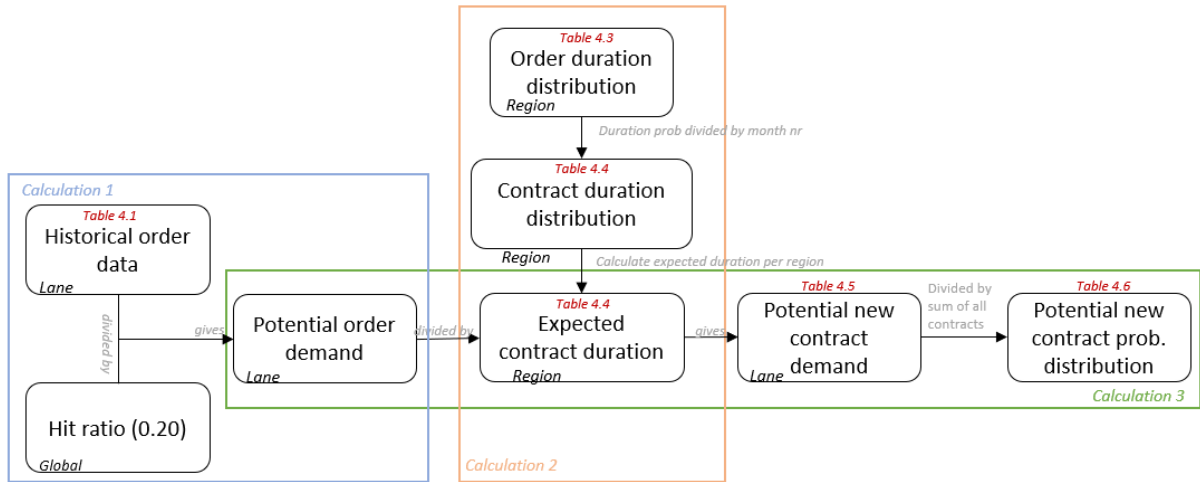 Table 4.3
Order duration
distribution
Region
Duration prob divided by month nr
Table 4.4
Contract duration
distribution
Region
Calculate expected duration per region
Calculation 1
Table 4.1
Historical order
data
Lane
divided by
gives
Hit ratio (0.20)
Global
Potential order
demand
Lane
divided by
Table 4.4
Expected
contract duration
Region
gives
Calculation 2
Table 4.5
Potential new
contract
demand
Lane
Divided by
sum of all
contracts
Table 4.6
Potential new
contract prob.
distribution
Calculation 3